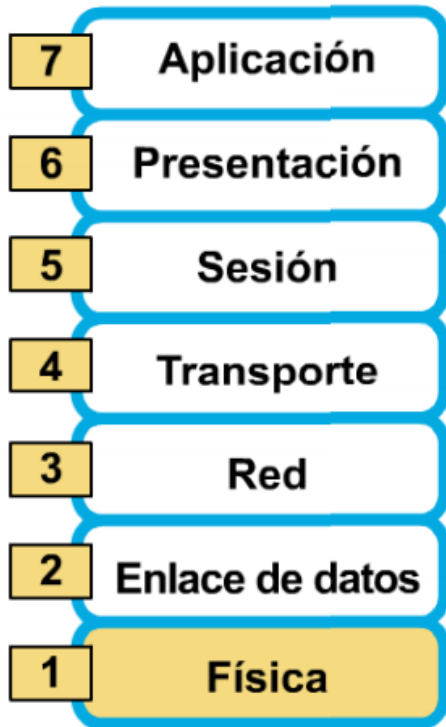 7 Aplicación
6 Presentación
5 Sesión
4 Transporte
3 Red
2 Enlace de datos
1 Física